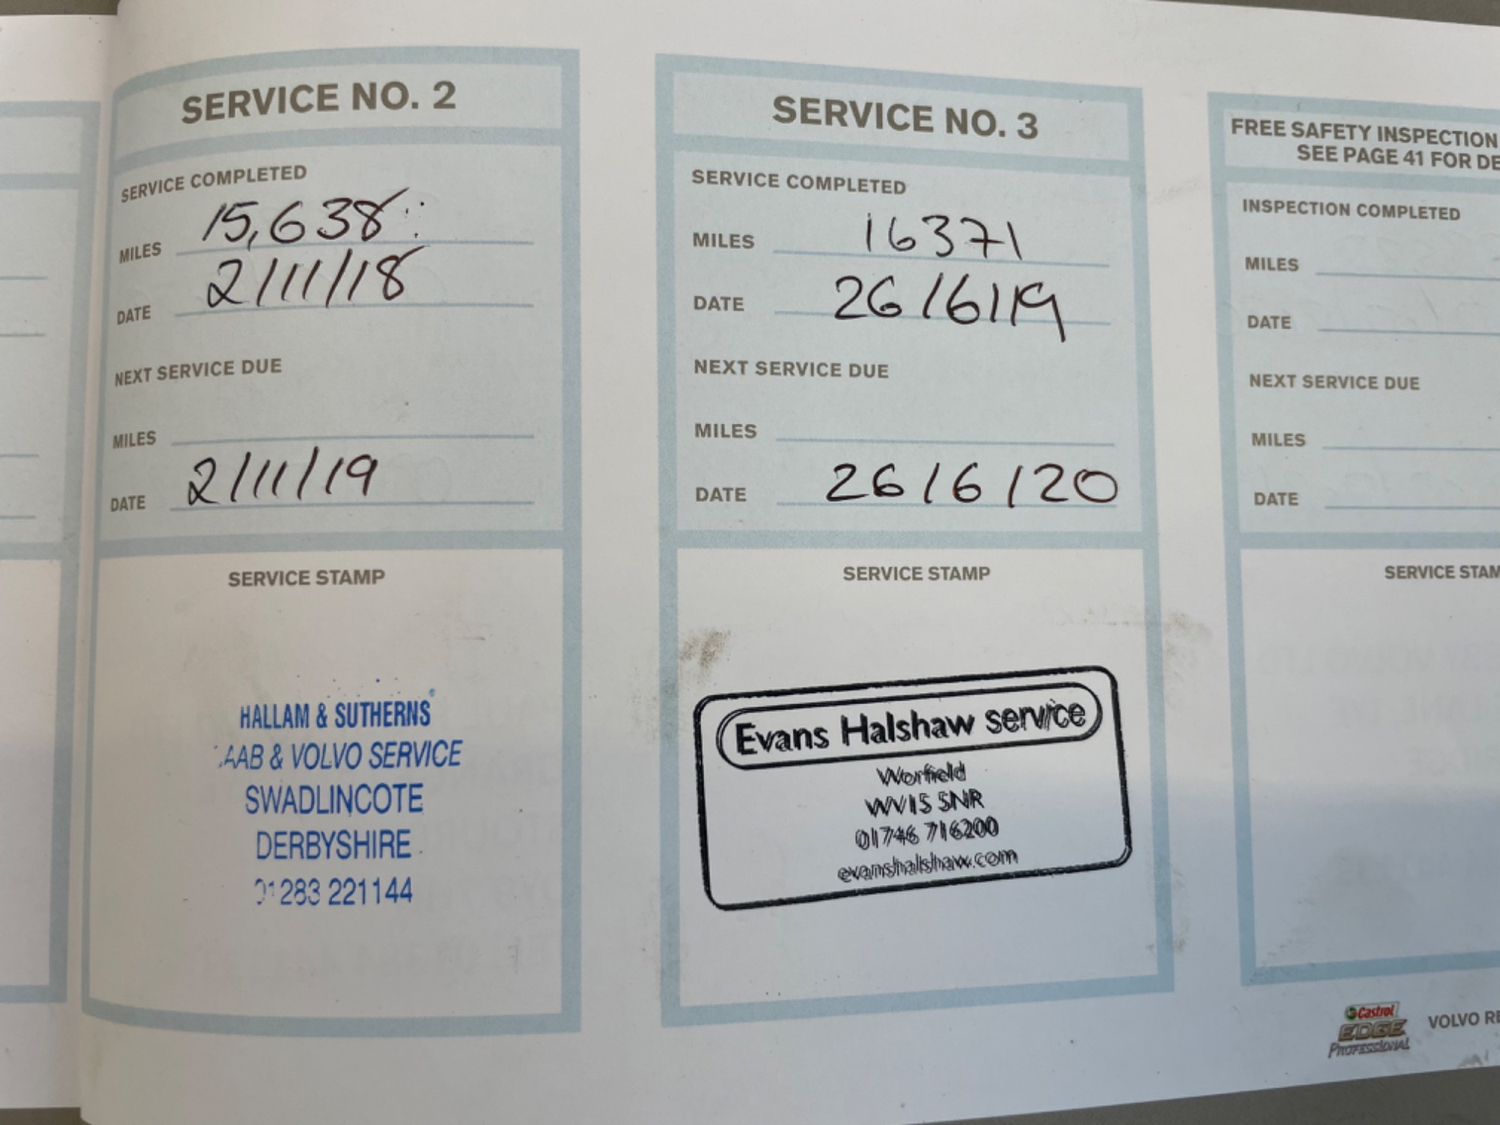 SERVICE NO. 2
SERVICE COMPLETED
MILES 15,638
DATE 2/11/18
NEXT SERVICE DUE
MILES
DATE 2/11/19
SERVICE STAMP
HALLAM & SUTHERNS
AAB & VOLVO SERVICE
SWADLINCOTE
DERBYSHIRE
01283 221144
SERVICE NO. 3
SERVICE COMPLETED
MILES 16371
DATE 26/6/19
NEXT SERVICE DUE
MILES
DATE 26/6/20
SERVICE STAMP
Evans Halshaw service
Worfield
WV15 5NR
01746 716200
evanshalshaw.com
FREE SAFETY INSPECTION
SEE PAGE 41 FOR DE
INSPECTION COMPLETED
MILES
DATE
NEXT SERVICE DUE
MILES
DATE
SERVICE STAM
Castrol
EDGE
PROFESSIONAL
VOLVO RE